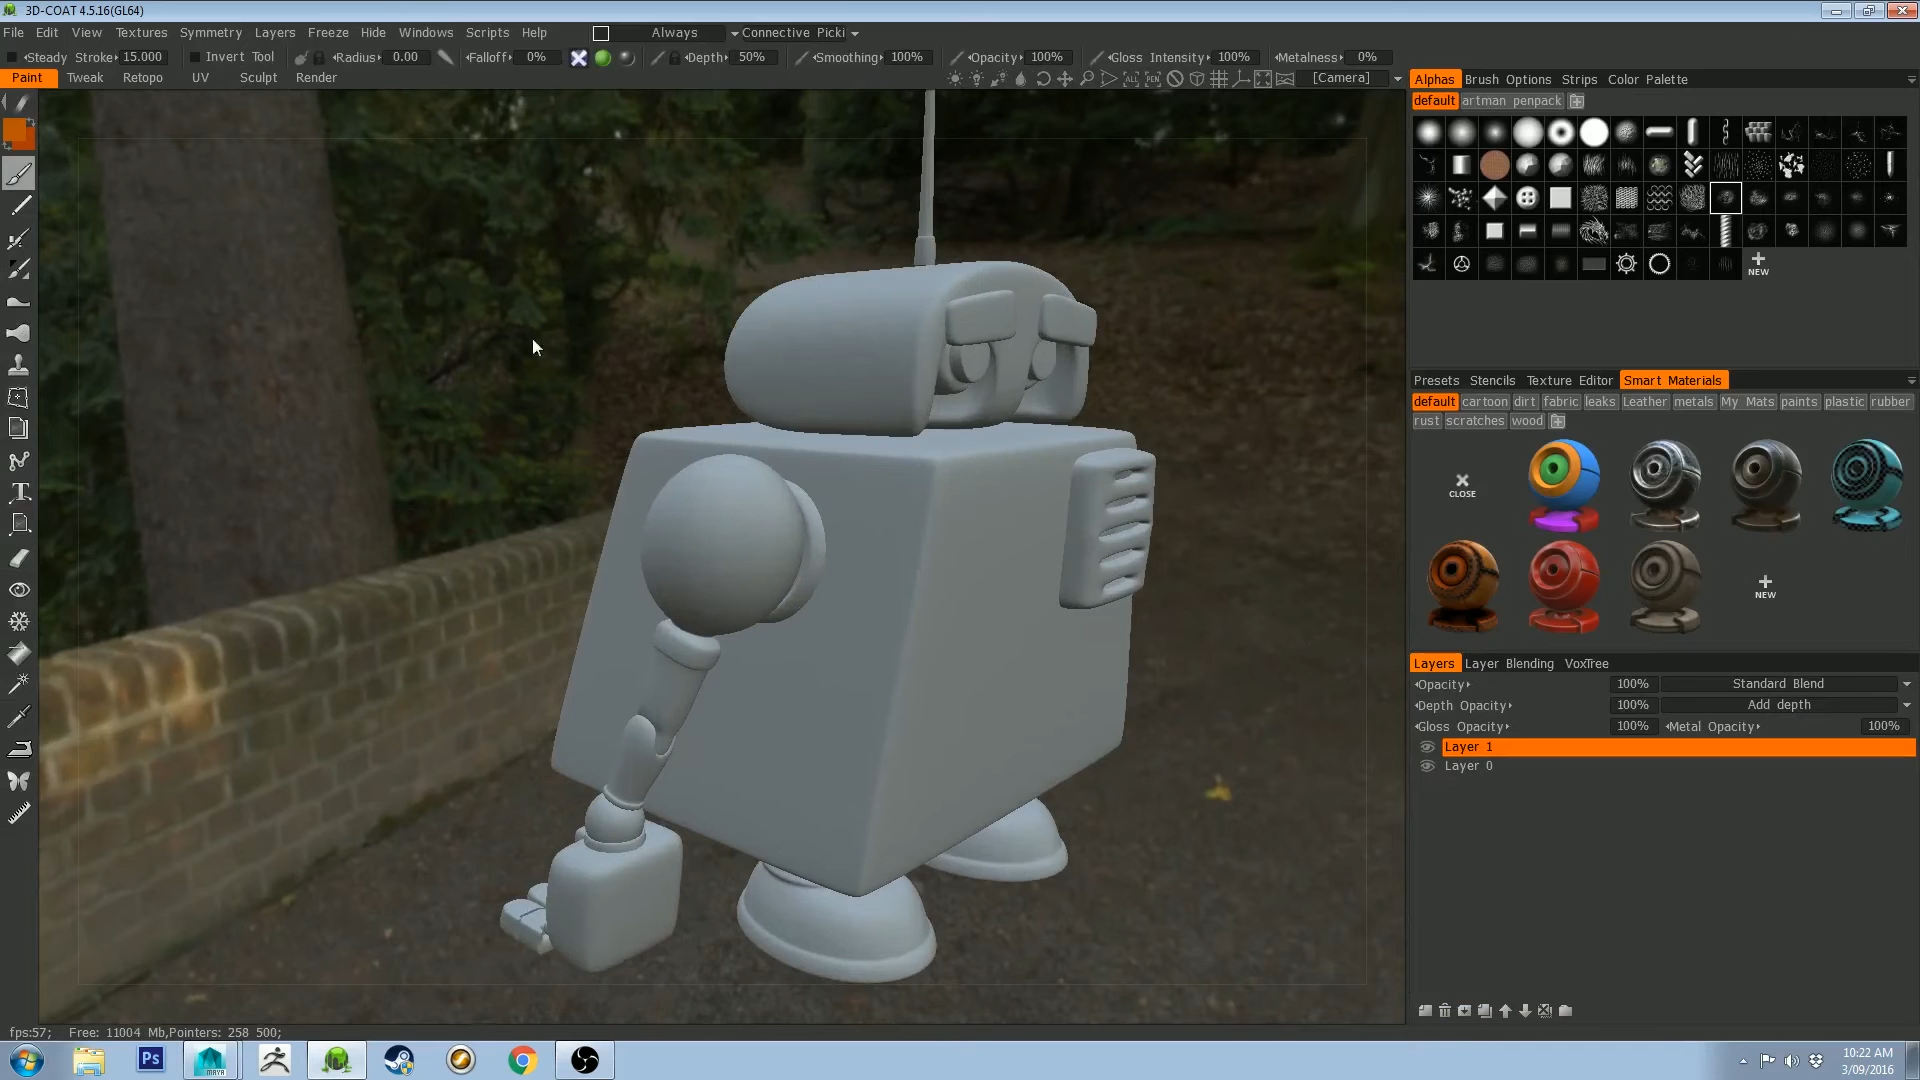 3D-COAT 4.5.16(GL64)
File Edit View Textures Symmetry Layers Freeze Hide Windows Scripts Help Always Connective Picki
Steady Stroke 15.000 Invert Tool Radius 0.00 Falloff 0% Depth 50% Smoothing 100% Opacity 100% Gloss Intensity 100% Metalness 0%
Paint Tweak Retopo UV Sculpt Render [Camera]
Alphas Brush Options Strips Color Palette
default artman penpack
NEW
Presets Stencils Texture Editor Smart Materials
default cartoon dirt fabric leaks Leather metals My Mats paints plastic rubber
rust scratches wood
CLOSE
NEW
Layers Layer Blending VoxTree
Opacity 100% Standard Blend
Depth Opacity 100% Add depth
Gloss Opacity 100% Metal Opacity 100%
Layer 1
Layer 0
fps:57; Free: 11004 Mb,Pointers: 258 500;
Ps
MAYA
10:22 AM
3/09/2016